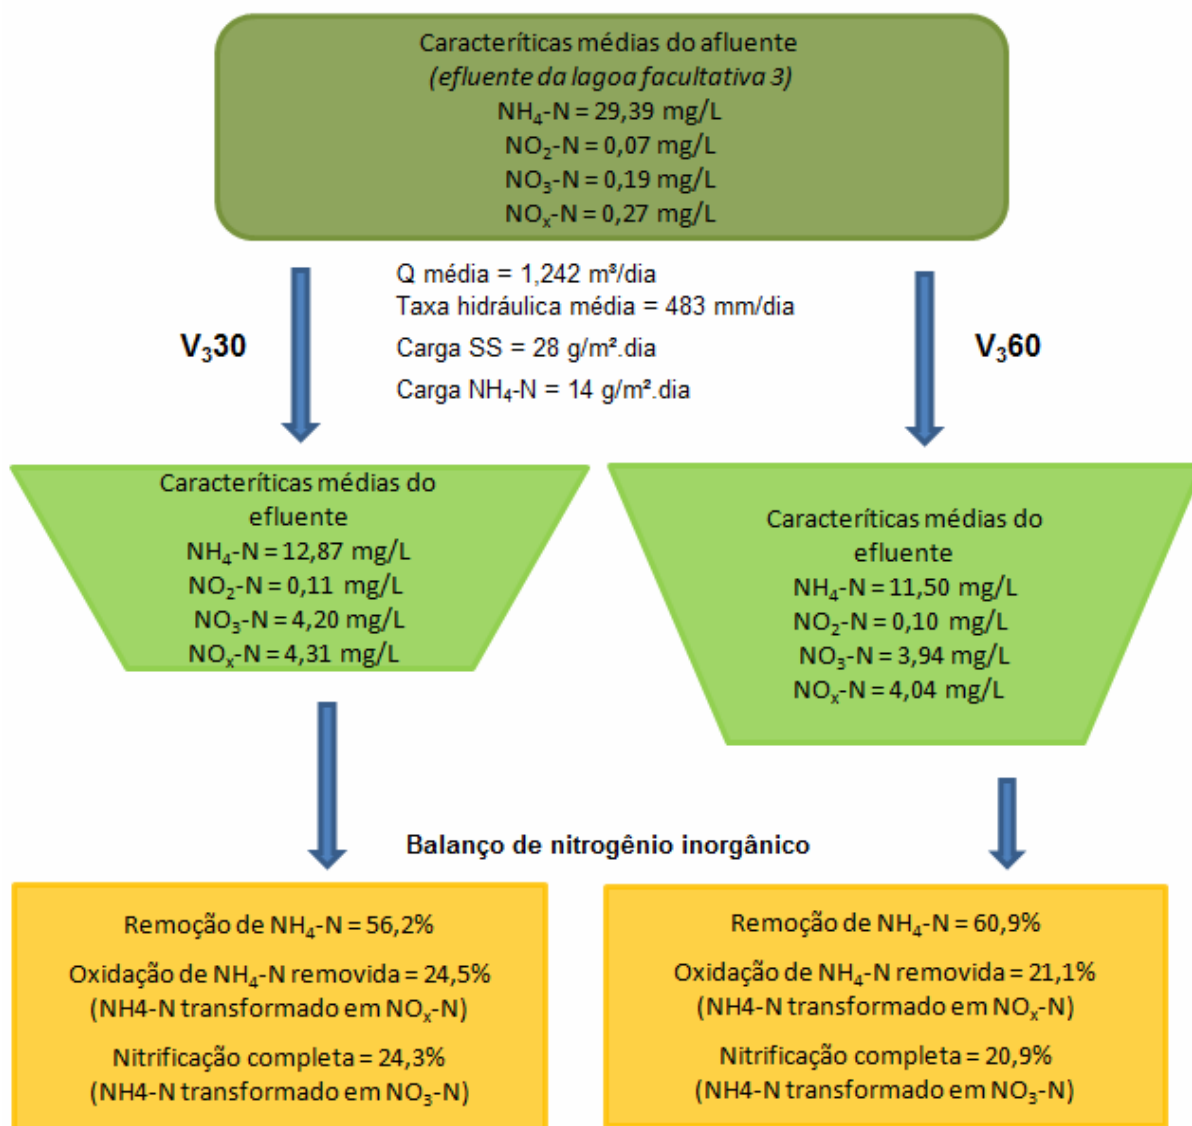 Caracteríticas médias do afluente
(efluente da lagoa facultativa 3)
NH₄-N = 29,39 mg/L
NO₂-N = 0,07 mg/L
NO₃-N = 0,19 mg/L
NOₓ-N = 0,27 mg/L
Q média = 1,242 m³/dia
Taxa hidráulica média = 483 mm/dia
Carga SS = 28 g/m².dia
Carga NH₄-N = 14 g/m².dia
V₃30
V₃60
Caracteríticas médias do
efluente
NH₄-N = 12,87 mg/L
NO₂-N = 0,11 mg/L
NO₃-N = 4,20 mg/L
NOₓ-N = 4,31 mg/L
Caracteríticas médias do
efluente
NH₄-N = 11,50 mg/L
NO₂-N = 0,10 mg/L
NO₃-N = 3,94 mg/L
NOₓ-N = 4,04 mg/L
Balanço de nitrogênio inorgânico
Remoção de NH₄-N = 56,2%
Oxidação de NH₄-N removida = 24,5%
(NH4-N transformado em NOₓ-N)
Nitrificação completa = 24,3%
(NH4-N transformado em NO₃-N)
Remoção de NH₄-N = 60,9%
Oxidação de NH₄-N removida = 21,1%
(NH4-N transformado em NOₓ-N)
Nitrificação completa = 20,9%
(NH4-N transformado em NO₃-N)